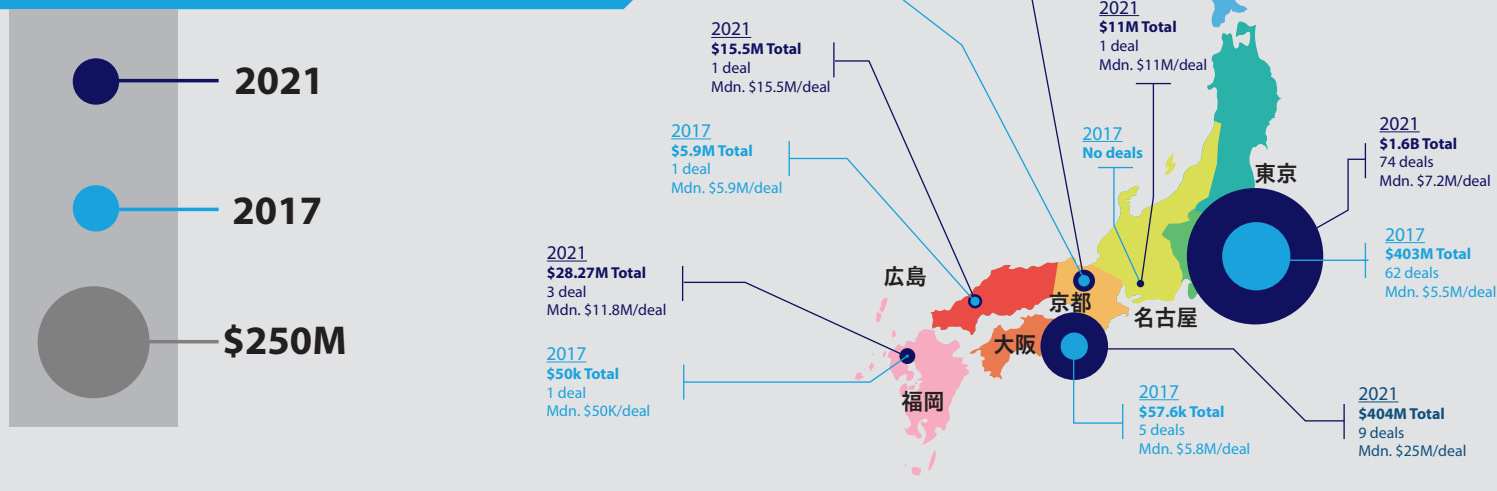 2021
2017
$250M
2021
$15.5M Total
1 deal
Mdn. $15.5M/deal
2017
$5.9M Total
1 deal
Mdn. $5.9M/deal
2021
$28.27M Total
3 deal
Mdn. $11.8M/deal
2017
$50k Total
1 deal
Mdn. $50K/deal
2021
$11M Total
1 deal
Mdn. $11M/deal
2017
No deals
2021
$1.6B Total
74 deals
Mdn. $7.2M/deal
2017
$403M Total
62 deals
Mdn. $5.5M/deal
東京
広島
京都
名古屋
大阪
福岡
2017
$57.6k Total
5 deals
Mdn. $5.8M/deal
2021
$404M Total
9 deals
Mdn. $25M/deal